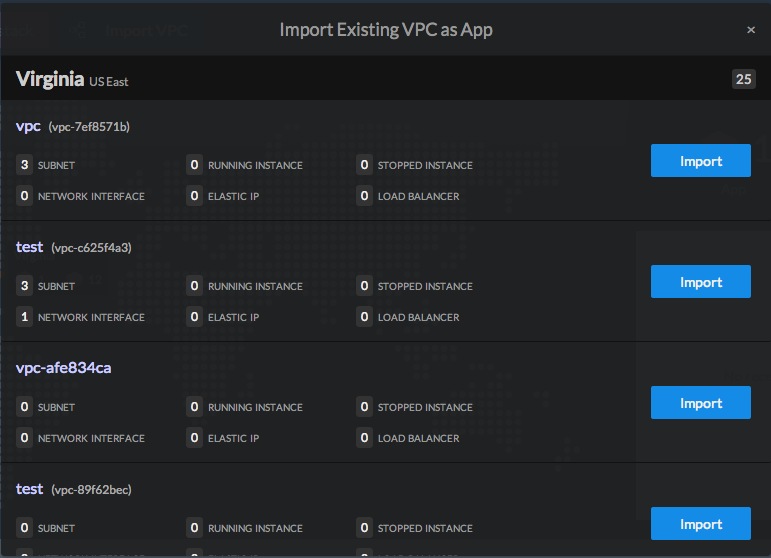 Import Existing VPC as App ×
Virginia US East 25
vpc (vpc-7ef8571b)
3 SUBNET 0 RUNNING INSTANCE 0 STOPPED INSTANCE
Import
0 NETWORK INTERFACE 0 ELASTIC IP 0 LOAD BALANCER
test (vpc-c625f4a3)
3 SUBNET 0 RUNNING INSTANCE 0 STOPPED INSTANCE
Import
1 NETWORK INTERFACE 0 ELASTIC IP 0 LOAD BALANCER
vpc-afe834ca
0 SUBNET 0 RUNNING INSTANCE 0 STOPPED INSTANCE
Import
0 NETWORK INTERFACE 0 ELASTIC IP 0 LOAD BALANCER
test (vpc-89f62bec)
0 SUBNET 0 RUNNING INSTANCE 0 STOPPED INSTANCE
Import